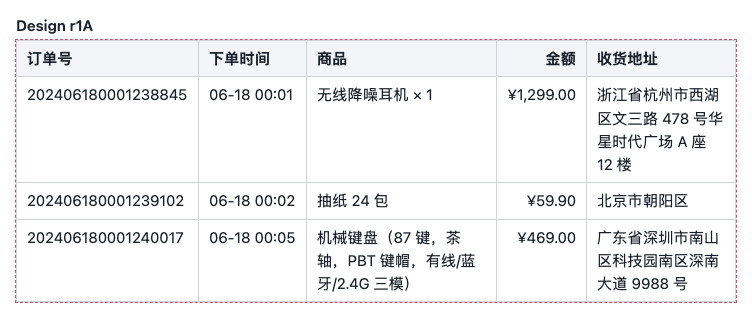 Design r1A
订单号 下单时间 商品 金额 收货地址
202406180001238845 06-18 00:01 无线降噪耳机 × 1 ¥1,299.00 浙江省杭州市西湖
区文三路 478 号华
星时代广场 A 座
12 楼
202406180001239102 06-18 00:02 抽纸 24 包 ¥59.90 北京市朝阳区
202406180001240017 06-18 00:05 机械键盘（87 键，茶 ¥469.00 广东省深圳市南山
轴，PBT 键帽，有线/蓝 区科技园南区深南
牙/2.4G 三模） 大道 9988 号